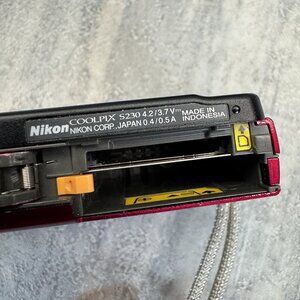 Nikon COOLPIX S230 4.2/3.7V⎓ MADE IN
NIKON CORP. JAPAN 0.4/0.5A INDONESIA